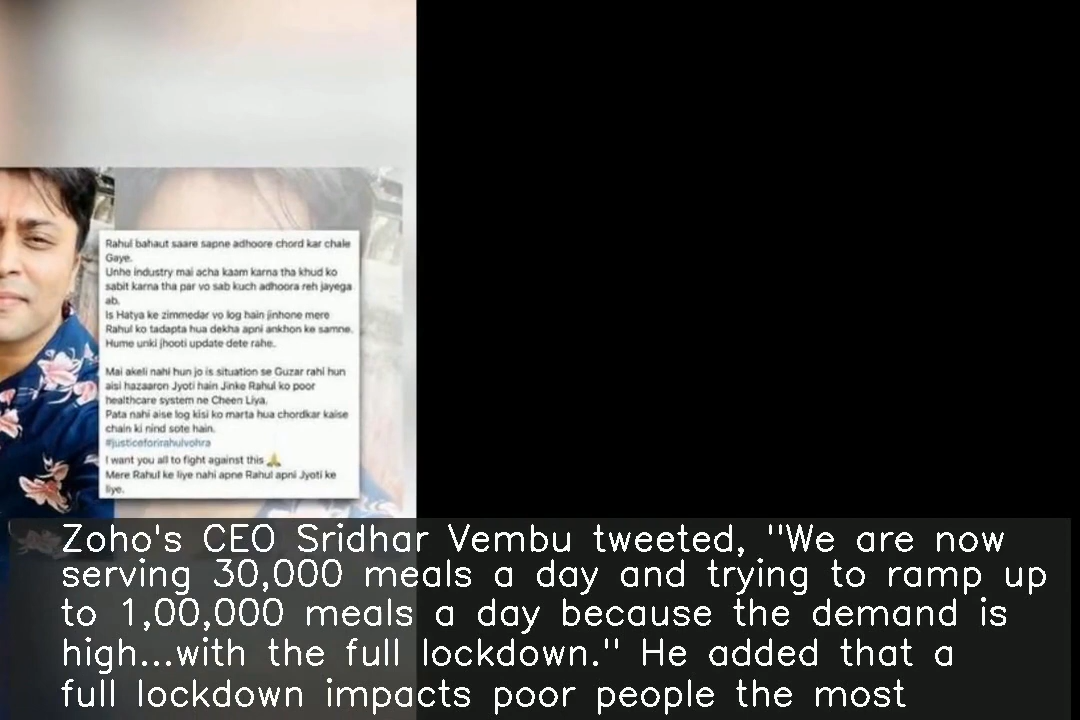 Rahul bahaut saare sapne adhoore chord kar chale
Gaye.
Unhe industry mai acha kaam karna tha khud ko
sabit karna tha par vo sab kuch adhoora reh jayega
ab.
Is Hatya ke zimmedar vo log hain jinhone mere
Rahul ko tadapta hua dekha apni ankhon ke samne.
Hume unki jhooti update dete rahe.
Mai akeli nahi hun jo is situation se Guzar rahi hun
aisi hazaaron Jyoti hain Jinke Rahul ko poor
healthcare system ne Cheen Liya.
Pata nahi aise log kisi ko marta hua chordkar kaise
chain ki nind sote hain.
#justiceforirahulvohra
I want you all to fight against this 🙏
Mere Rahul ke liye nahi apne Rahul apni Jyoti ke
liye.
Zoho's CEO Sridhar Vembu tweeted, "We are now
serving 30,000 meals a day and trying to ramp up
to 1,00,000 meals a day because the demand is
high...with the full lockdown." He added that a
full lockdown impacts poor people the most